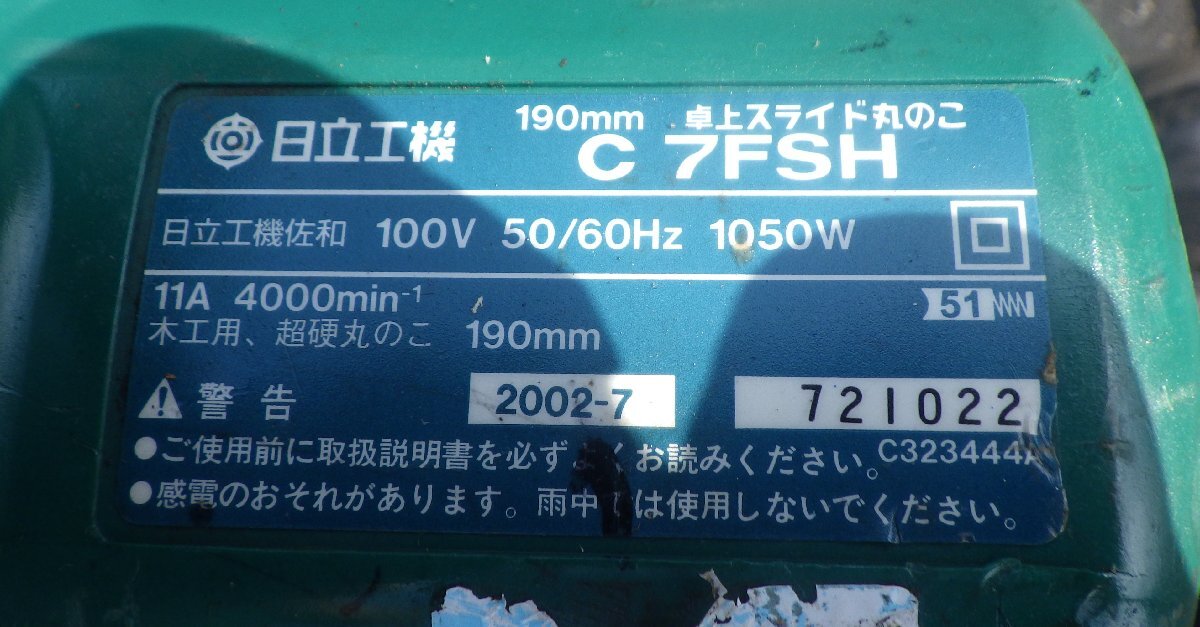 190mm 卓上スライド丸のこ
日立工機 C 7FSH
日立工機佐和 100V 50/60Hz 1050W
11A 4000min⁻¹ 51
木工用、超硬丸のこ 190mm
警告 2002-7 721022
●ご使用前に取扱説明書を必ずよくお読みください。C323444A
●感電のおそれがあります。雨中では使用しないでください。